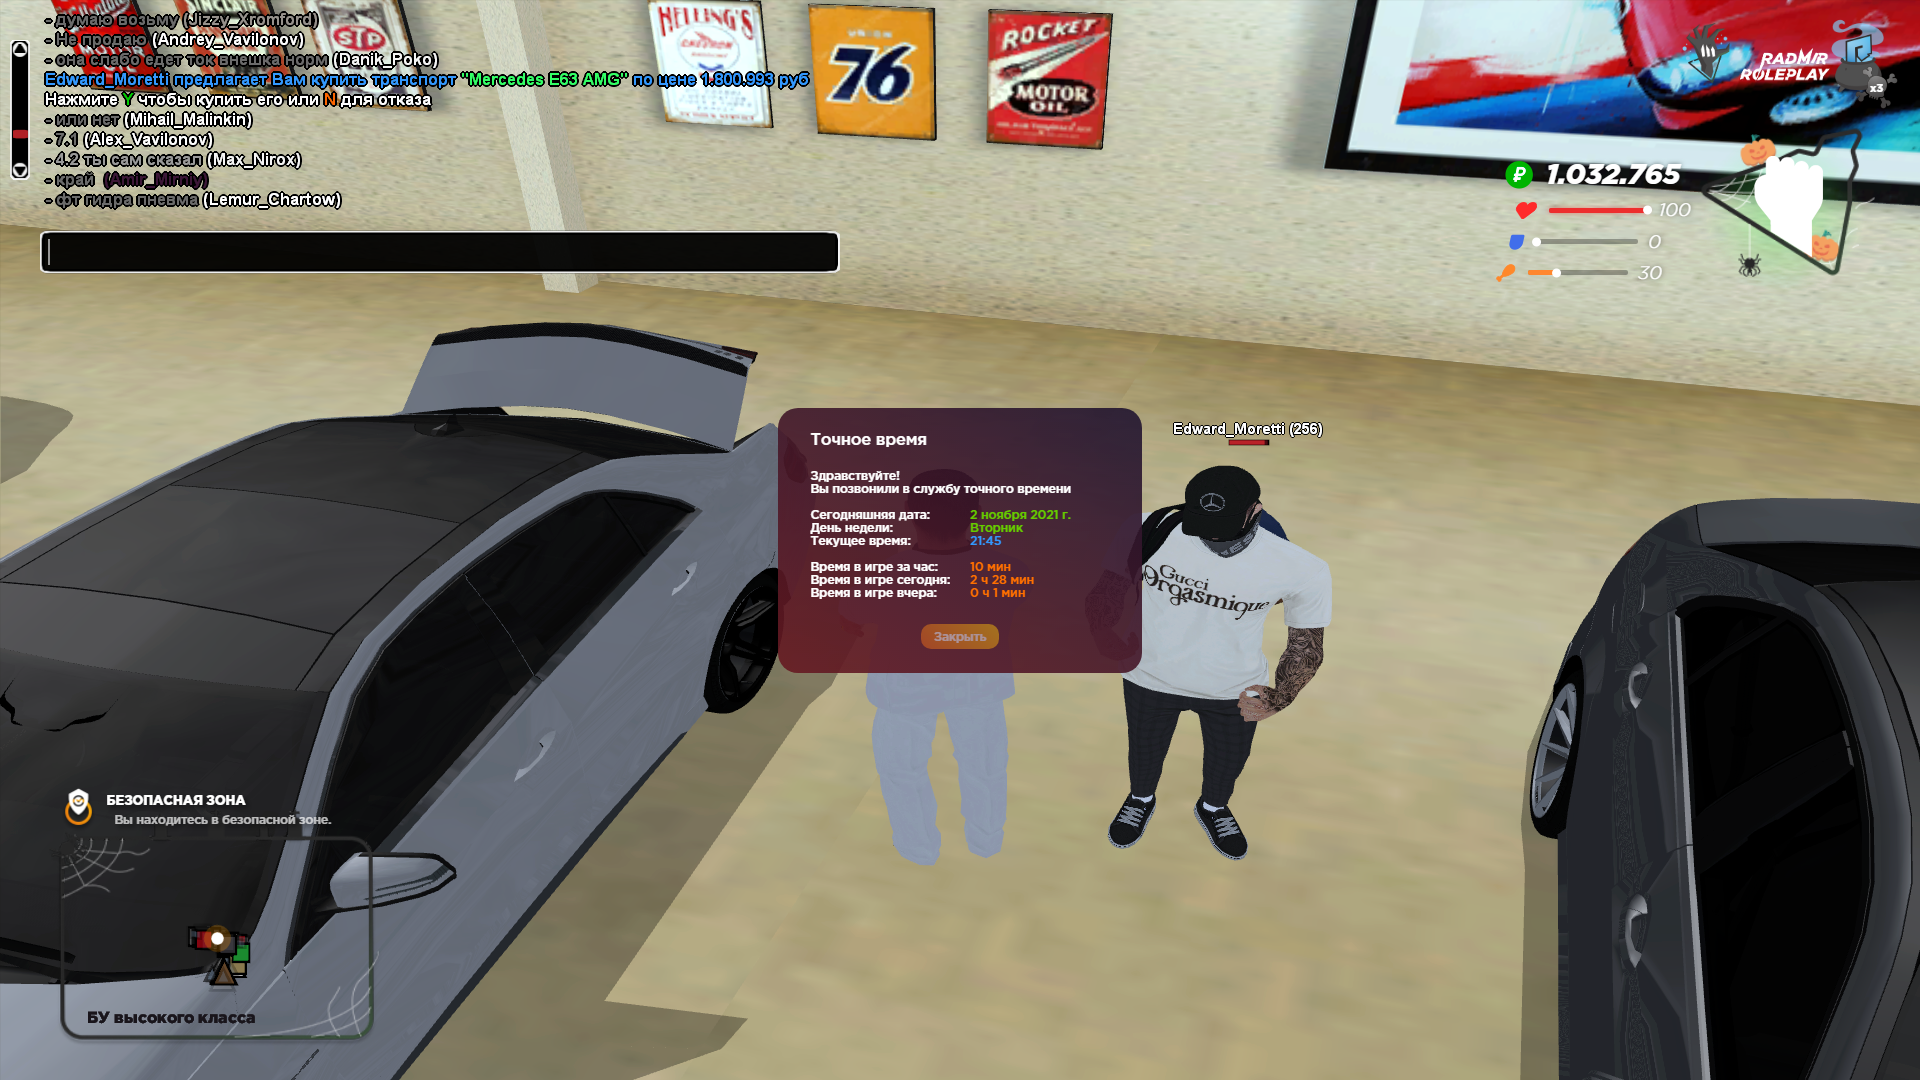 - думаю возьму (Jizzy_Xromford)
- Не продаю (Andrey_Vavilonov)
- она слабо едет ток внешка норм (Danik_Poko)
Edward_Moretti предлагает Вам купить транспорт "Mercedes E63 AMG" по цене 1.800.993 руб
Нажмите Y чтобы купить его или N для отказа
- или нет (Mihail_Malinkin)
- 7.1 (Alex_Vavilonov)
- 4.2 ты сам сказал (Max_Nirox)
- край (Amir_Mirniy)
- фт гидра пневма (Lemur_Chartow)
STP
HELLING'S
CHEVRON
UNION
76
ROCKET
MOTOR
OIL
RADMIR
ROLEPLAY
x3
1.032.765
100
0
30
Edward_Moretti (256)
Точное время
Здравствуйте!
Вы позвонили в службу точного времени
Сегодняшняя дата: 2 ноября 2021 г.
День недели: Вторник
Текущее время: 21:45
Время в игре за час: 10 мин
Время в игре сегодня: 2 ч 28 мин
Время в игре вчера: 0 ч 1 мин
Закрыть
Gucci
Orgasmique
БЕЗОПАСНАЯ ЗОНА
Вы находитесь в безопасной зоне.
БУ высокого класса